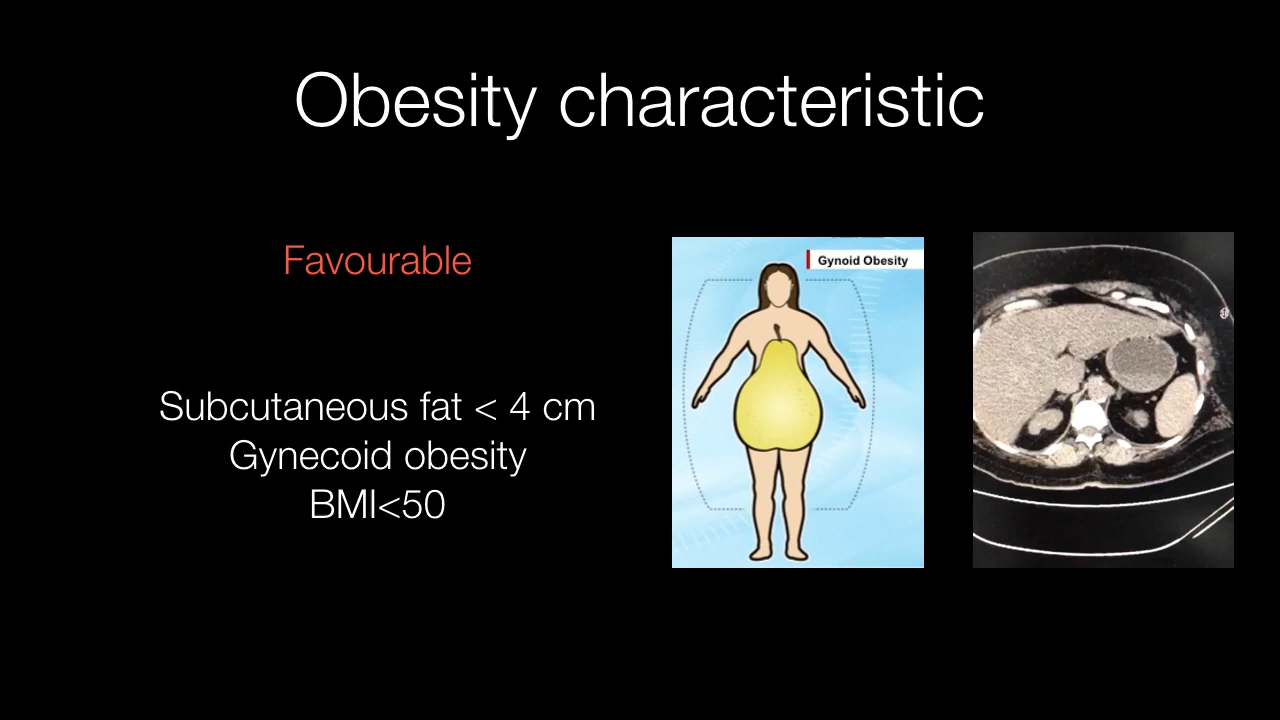 Obesity characteristic
Favourable
Subcutaneous fat < 4 cm
Gynecoid obesity
BMI<50
Gynoid Obesity